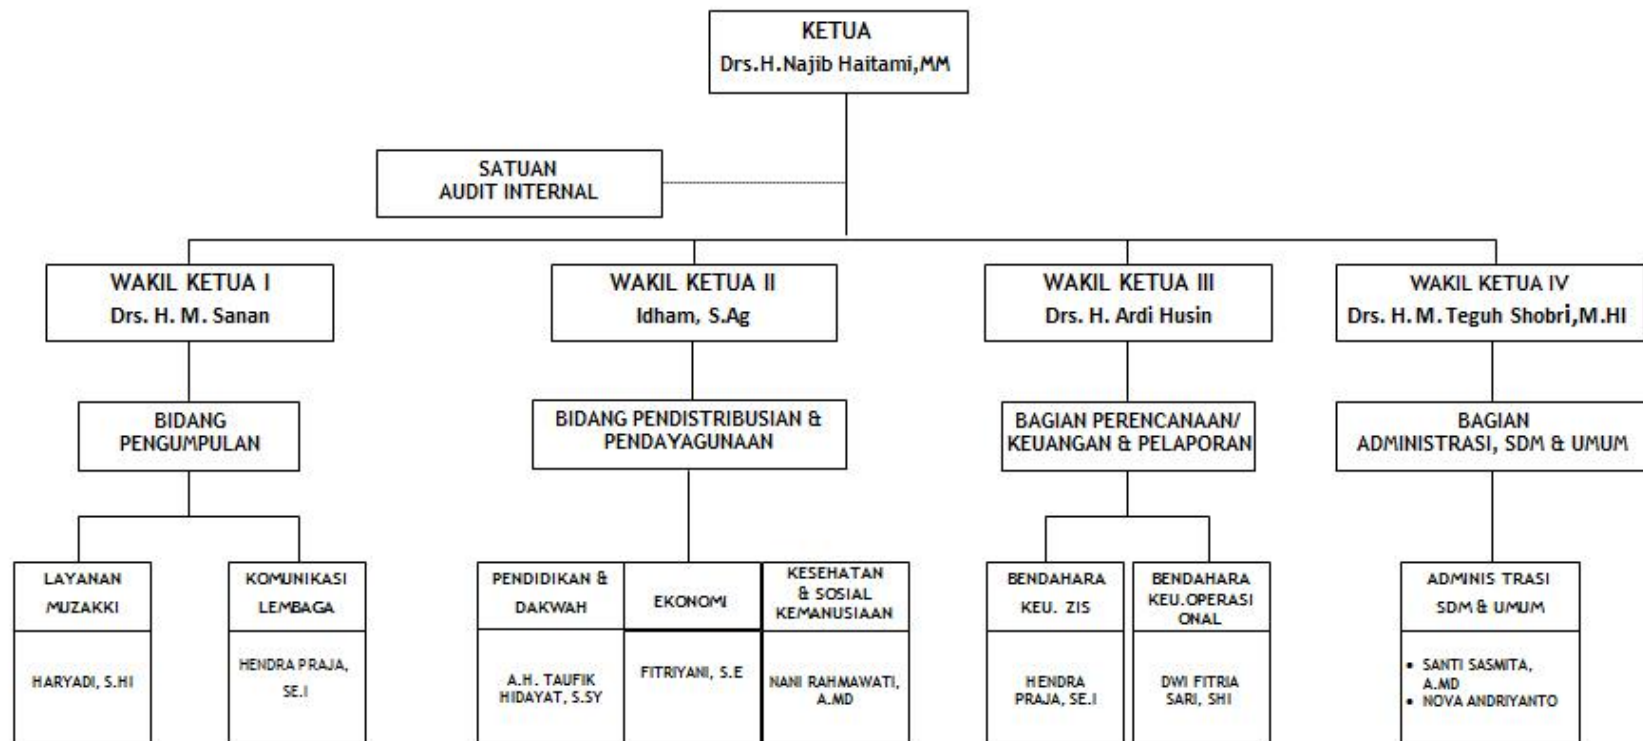 KETUA
Drs.H.Najib Haitami,MM
SATUAN
AUDIT INTERNAL
WAKIL KETUA I
Drs. H. M. Sanan
WAKIL KETUA II
Idham, S.Ag
WAKIL KETUA III
Drs. H. Ardi Husin
WAKIL KETUA IV
Drs. H. M. Teguh Shobri,M.HI
BIDANG
PENGUMPULAN
BIDANG PENDISTRIBUSIAN &
PENDAYAGUNAAN
BAGIAN PERENCANAAN/
KEUANGAN & PELAPORAN
BAGIAN
ADMINISTRASI, SDM & UMUM
LAYANAN
MUZAKKI
HARYADI, S.HI
KOMUNIKASI
LEMBAGA
HENDRA PRAJA,
SE.I
PENDIDIKAN &
DAKWAH
A.H. TAUFIK
HIDAYAT, S.SY
EKONOMI
FITRIYANI, S.E
KESEHATAN
& SOSIAL
KEMANUSIAAN
NANI RAHMAWATI,
A.MD
BENDAHARA
KEU. ZIS
HENDRA
PRAJA, SE.I
BENDAHARA
KEU.OPERASI
ONAL
DWI FITRIA
SARI, SHI
ADMINIS TRASI
SDM & UMUM
• SANTI SASMITA,
A.MD
• NOVA ANDRIYANTO